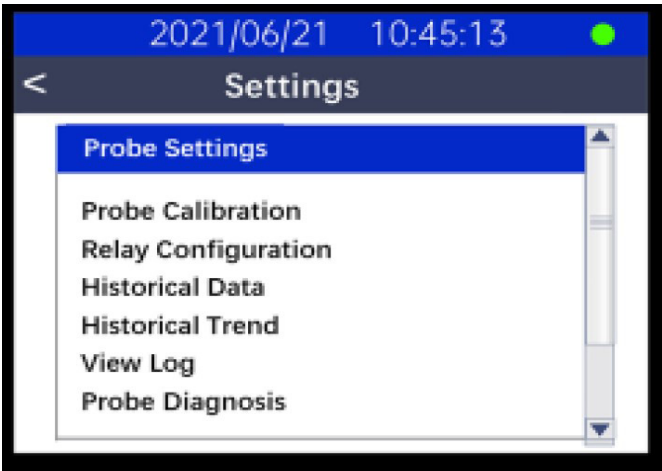 2021/06/21 10:45:13
< Settings
Probe Settings
Probe Calibration
Relay Configuration
Historical Data
Historical Trend
View Log
Probe Diagnosis